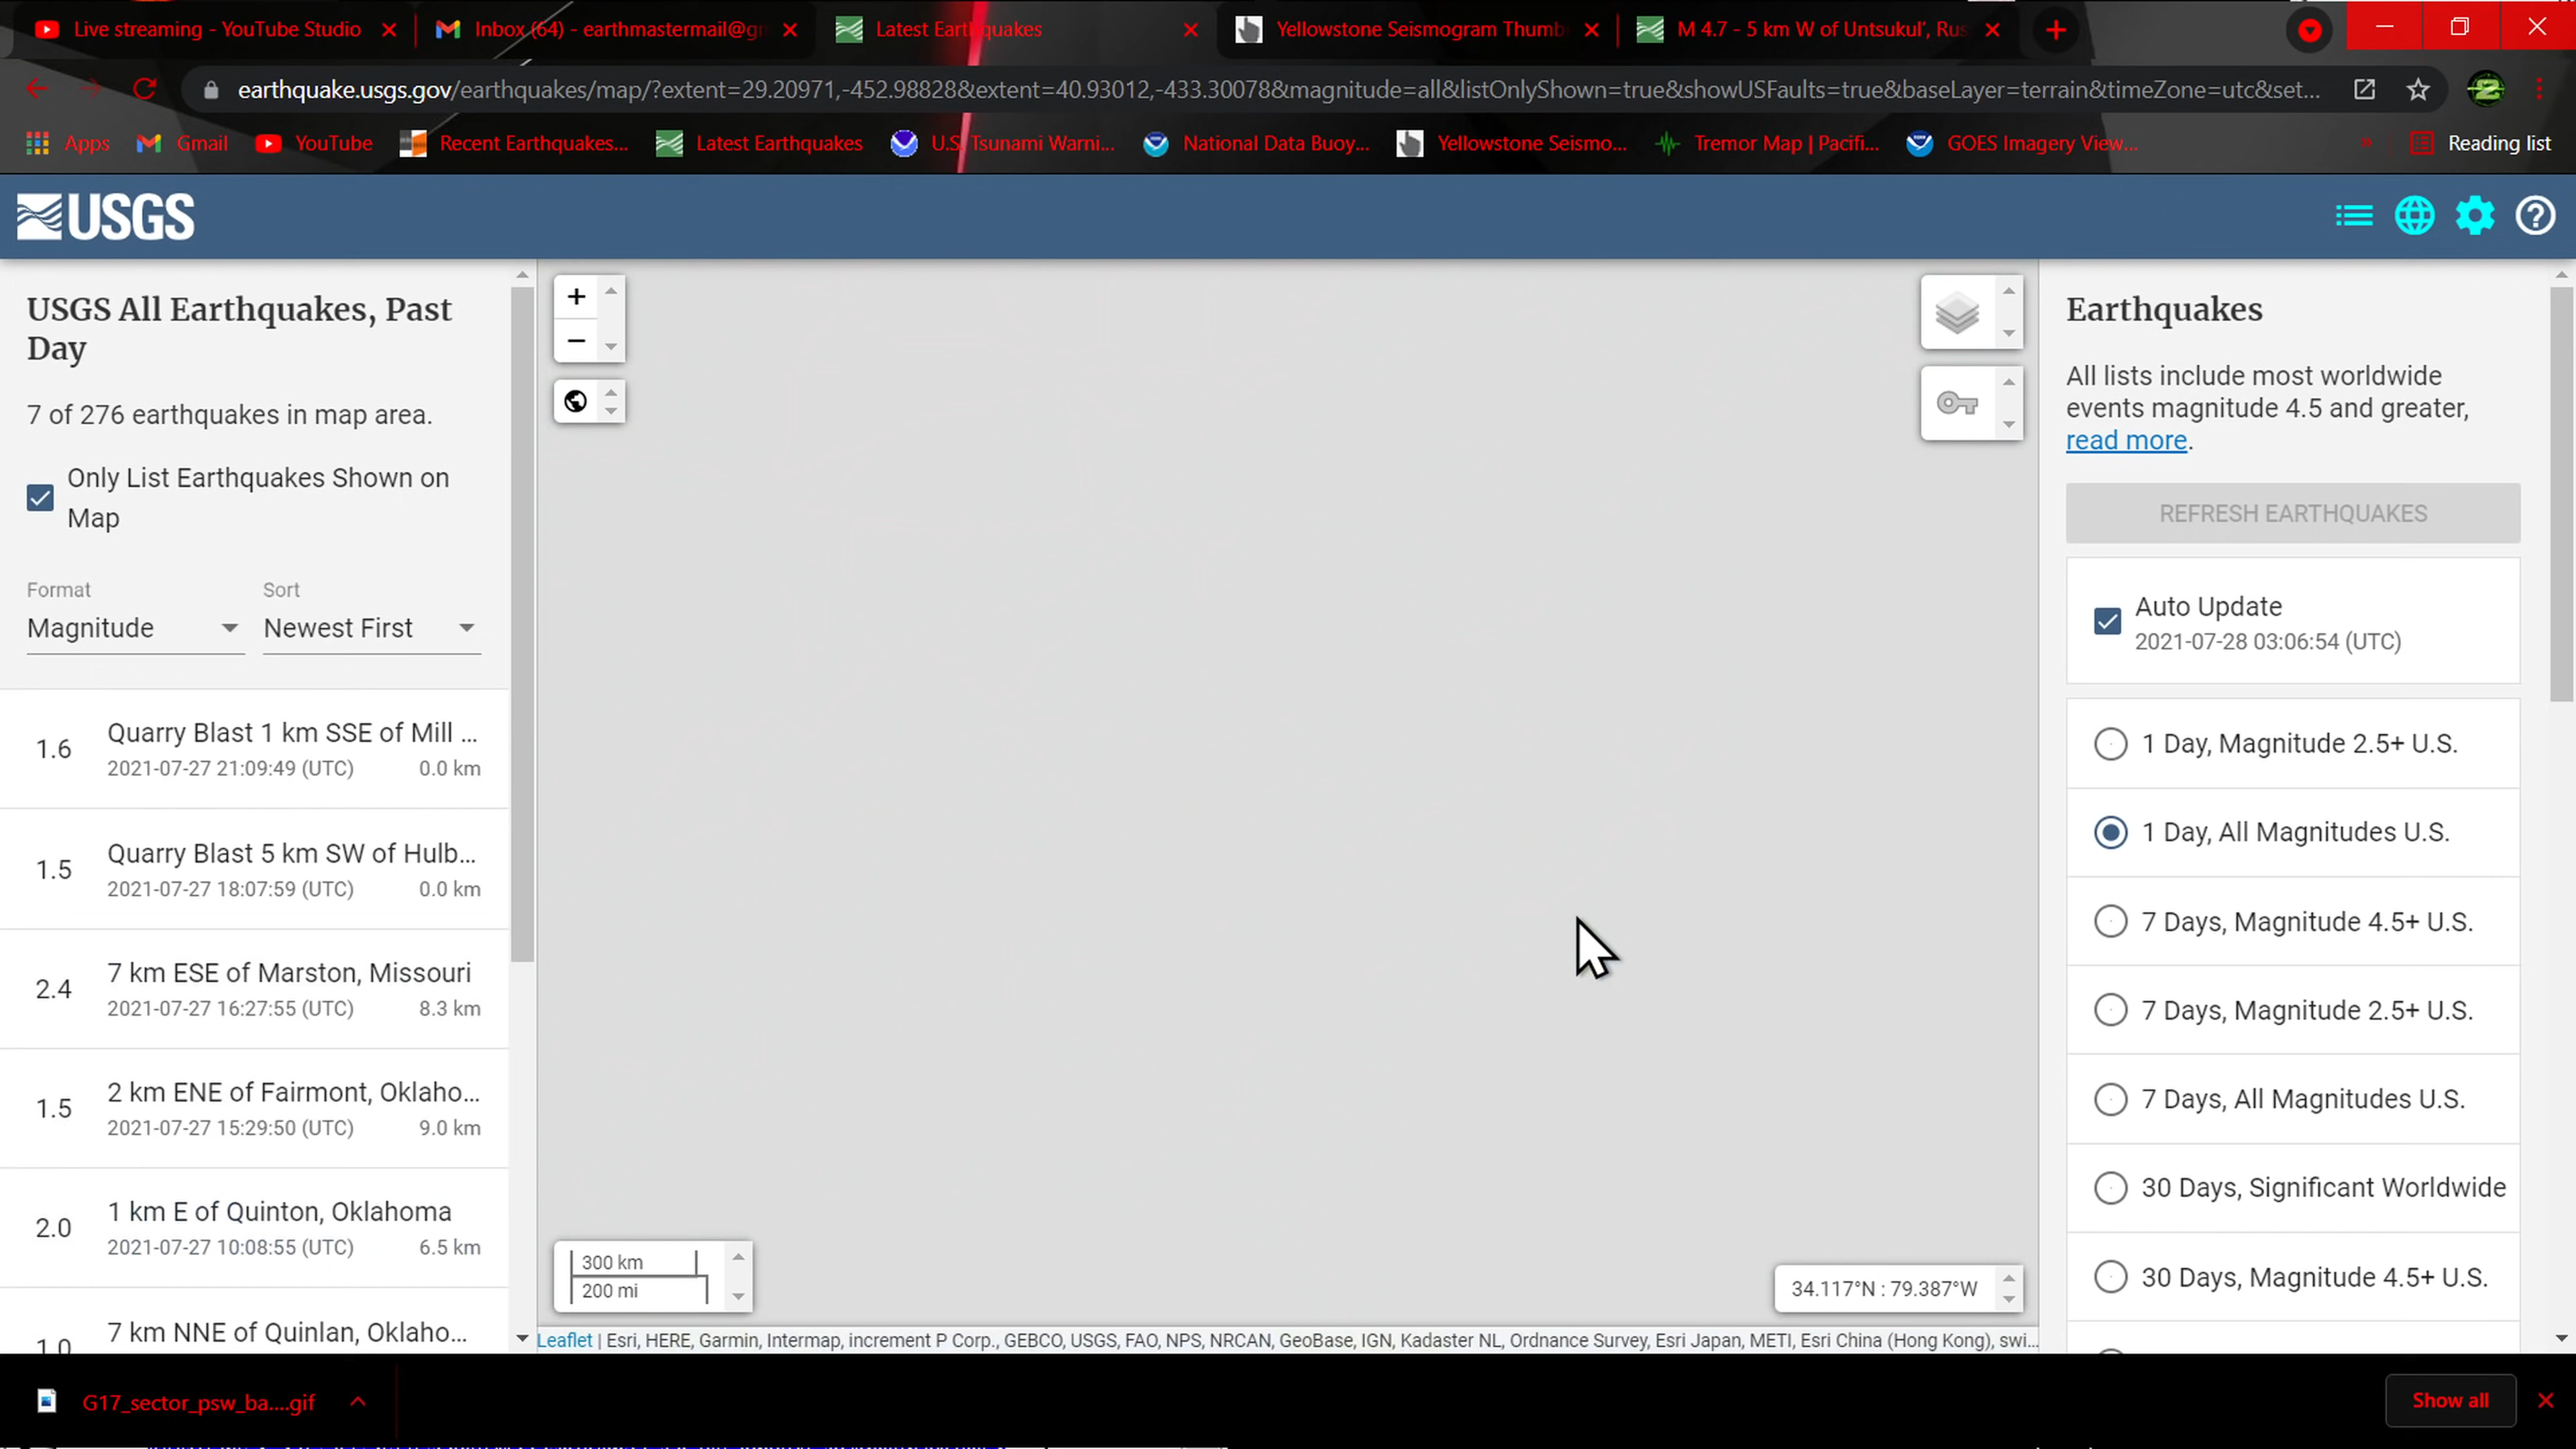 Live streaming - YouTube Studio
Inbox (64) - earthmastermail@g
Latest Earthquakes
Yellowstone Seismogram Thumb
M 4.7 - 5 km W of Untsukul', Rus
earthquake.usgs.gov/earthquakes/map/?extent=29.20971,-452.98828&extent=40.93012,-433.30078&magnitude=all&listOnlyShown=true&showUSFaults=true&baseLayer=terrain&timeZone=utc&set...
Apps
Gmail
YouTube
Recent Earthquakes...
Latest Earthquakes
U.S. Tsunami Warni...
National Data Buoy...
Yellowstone Seismo...
Tremor Map | Pacifi...
GOES Imagery View...
Reading list
USGS
USGS All Earthquakes, Past
Day
7 of 276 earthquakes in map area.
Only List Earthquakes Shown on
Map
Format
Magnitude
Sort
Newest First
1.6
Quarry Blast 1 km SSE of Mill ...
2021-07-27 21:09:49 (UTC) 0.0 km
1.5
Quarry Blast 5 km SW of Hulb...
2021-07-27 18:07:59 (UTC) 0.0 km
2.4
7 km ESE of Marston, Missouri
2021-07-27 16:27:55 (UTC) 8.3 km
1.5
2 km ENE of Fairmont, Oklaho...
2021-07-27 15:29:50 (UTC) 9.0 km
2.0
1 km E of Quinton, Oklahoma
2021-07-27 10:08:55 (UTC) 6.5 km
1.0
7 km NNE of Quinlan, Oklaho...
300 km
200 mi
34.117°N : 79.387°W
Leaflet | Esri, HERE, Garmin, Intermap, increment P Corp., GEBCO, USGS, FAO, NPS, NRCAN, GeoBase, IGN, Kadaster NL, Ordnance Survey, Esri Japan, METI, Esri China (Hong Kong), swi...
Earthquakes
All lists include most worldwide
events magnitude 4.5 and greater,
read more.
REFRESH EARTHQUAKES
Auto Update
2021-07-28 03:06:54 (UTC)
1 Day, Magnitude 2.5+ U.S.
1 Day, All Magnitudes U.S.
7 Days, Magnitude 4.5+ U.S.
7 Days, Magnitude 2.5+ U.S.
7 Days, All Magnitudes U.S.
30 Days, Significant Worldwide
30 Days, Magnitude 4.5+ U.S.
G17_sector_psw_ba....gif
Show all